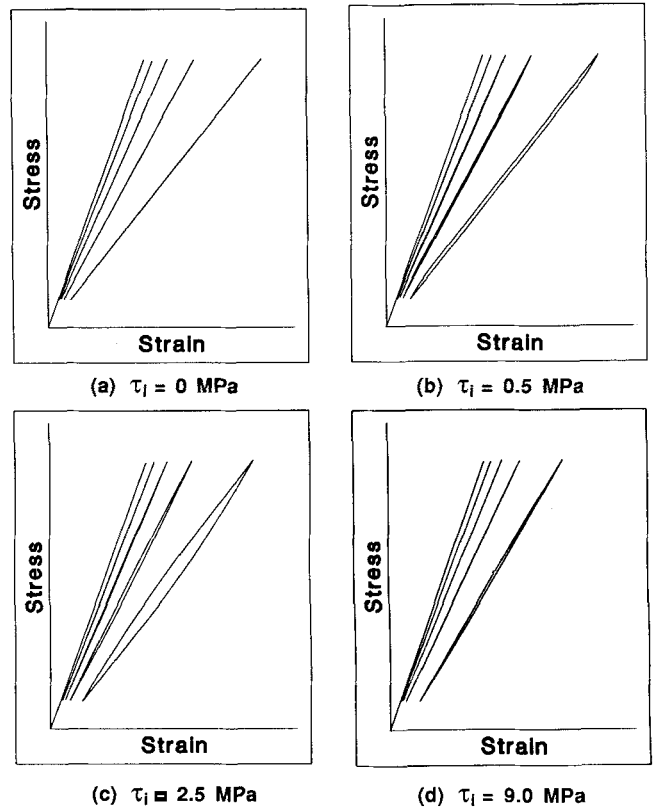 Stress
Strain
(a) τi = 0 MPa
Stress
Strain
(b) τi = 0.5 MPa
Stress
Strain
(c) τi = 2.5 MPa
Stress
Strain
(d) τi = 9.0 MPa